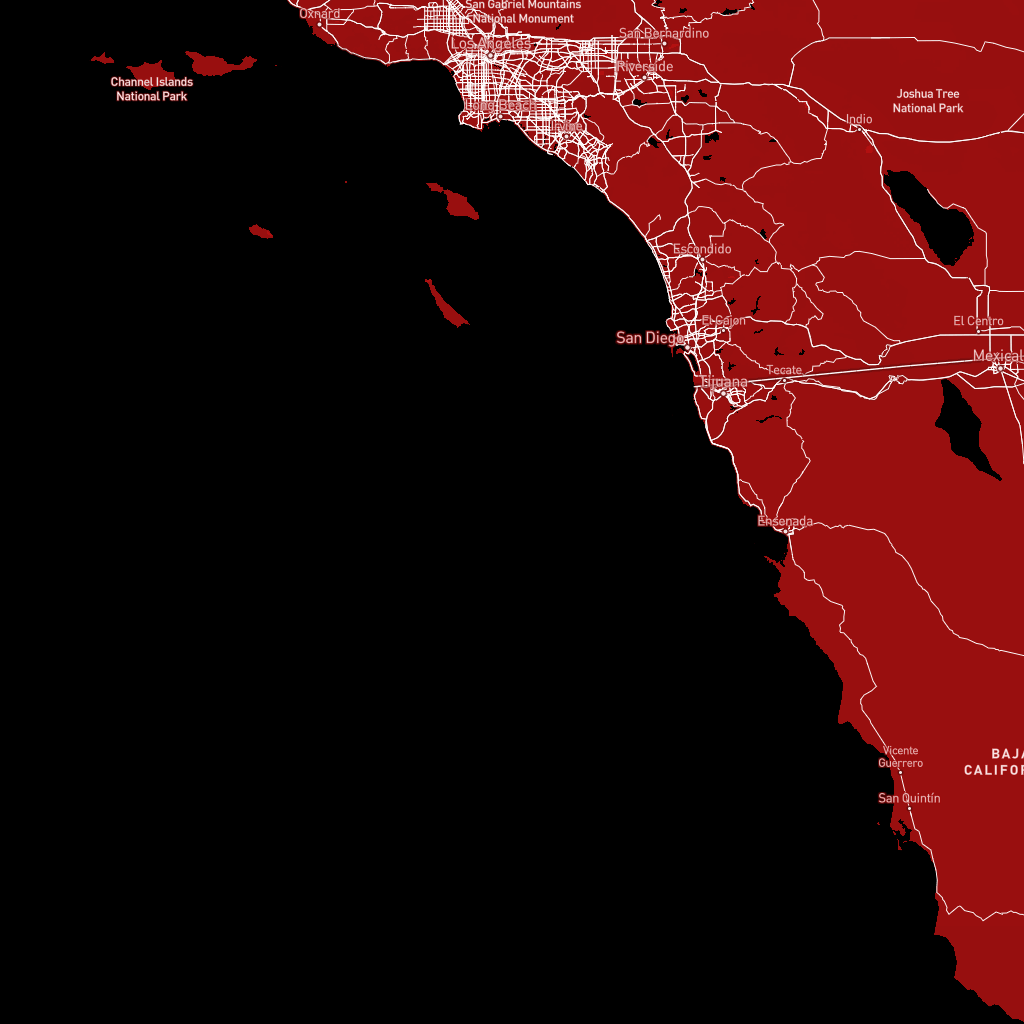 San Gabriel Mountains
National Monument
Oxnard
San Bernardino
Los Angeles
Riverside
Channel Islands
National Park
Joshua Tree
National Park
Long Beach
Indio
Irvine
Escondido
El Cajon
El Centro
San Diego
Mexicali
Tecate
Tijuana
Ensenada
Vicente
Guerrero
BAJA
CALIFOR
San Quintín